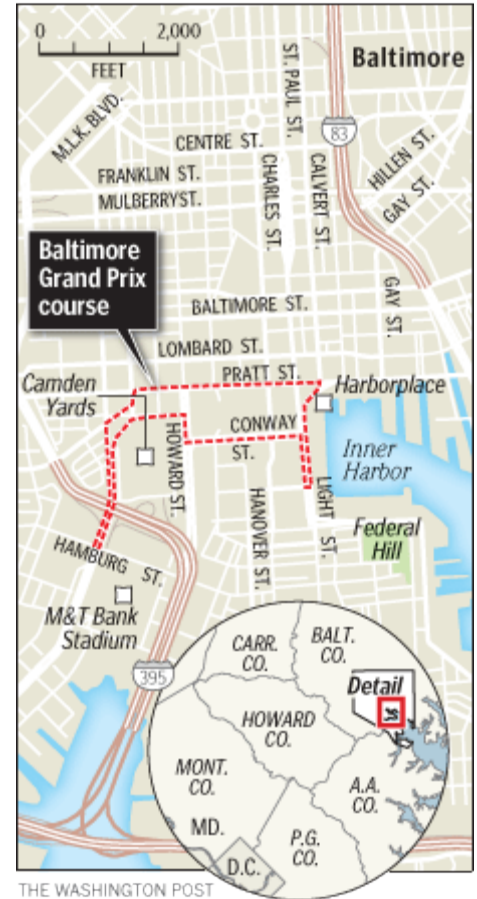 0 2,000
FEET
Baltimore
M.L.K. BLVD.
ST. PAUL ST.
83
CENTRE ST.
HILLEN ST.
FRANKLIN ST.
MULBERRYST.
CHARLES ST.
CALVERT ST.
GAY ST.
Baltimore
Grand Prix
course
GAY ST.
BALTIMORE ST.
LOMBARD ST.
PRATT ST.
Camden
Yards
Harborplace
HOWARD ST.
CONWAY
ST.
Inner
Harbor
HANOVER ST.
LIGHT ST.
Federal
Hill
HAMBURG ST.
M&T Bank
Stadium
395
CARR.
CO.
BALT.
CO.
Detail
HOWARD
CO.
MONT.
CO.
A.A.
CO.
MD.
P.G.
CO.
D.C.
THE WASHINGTON POST